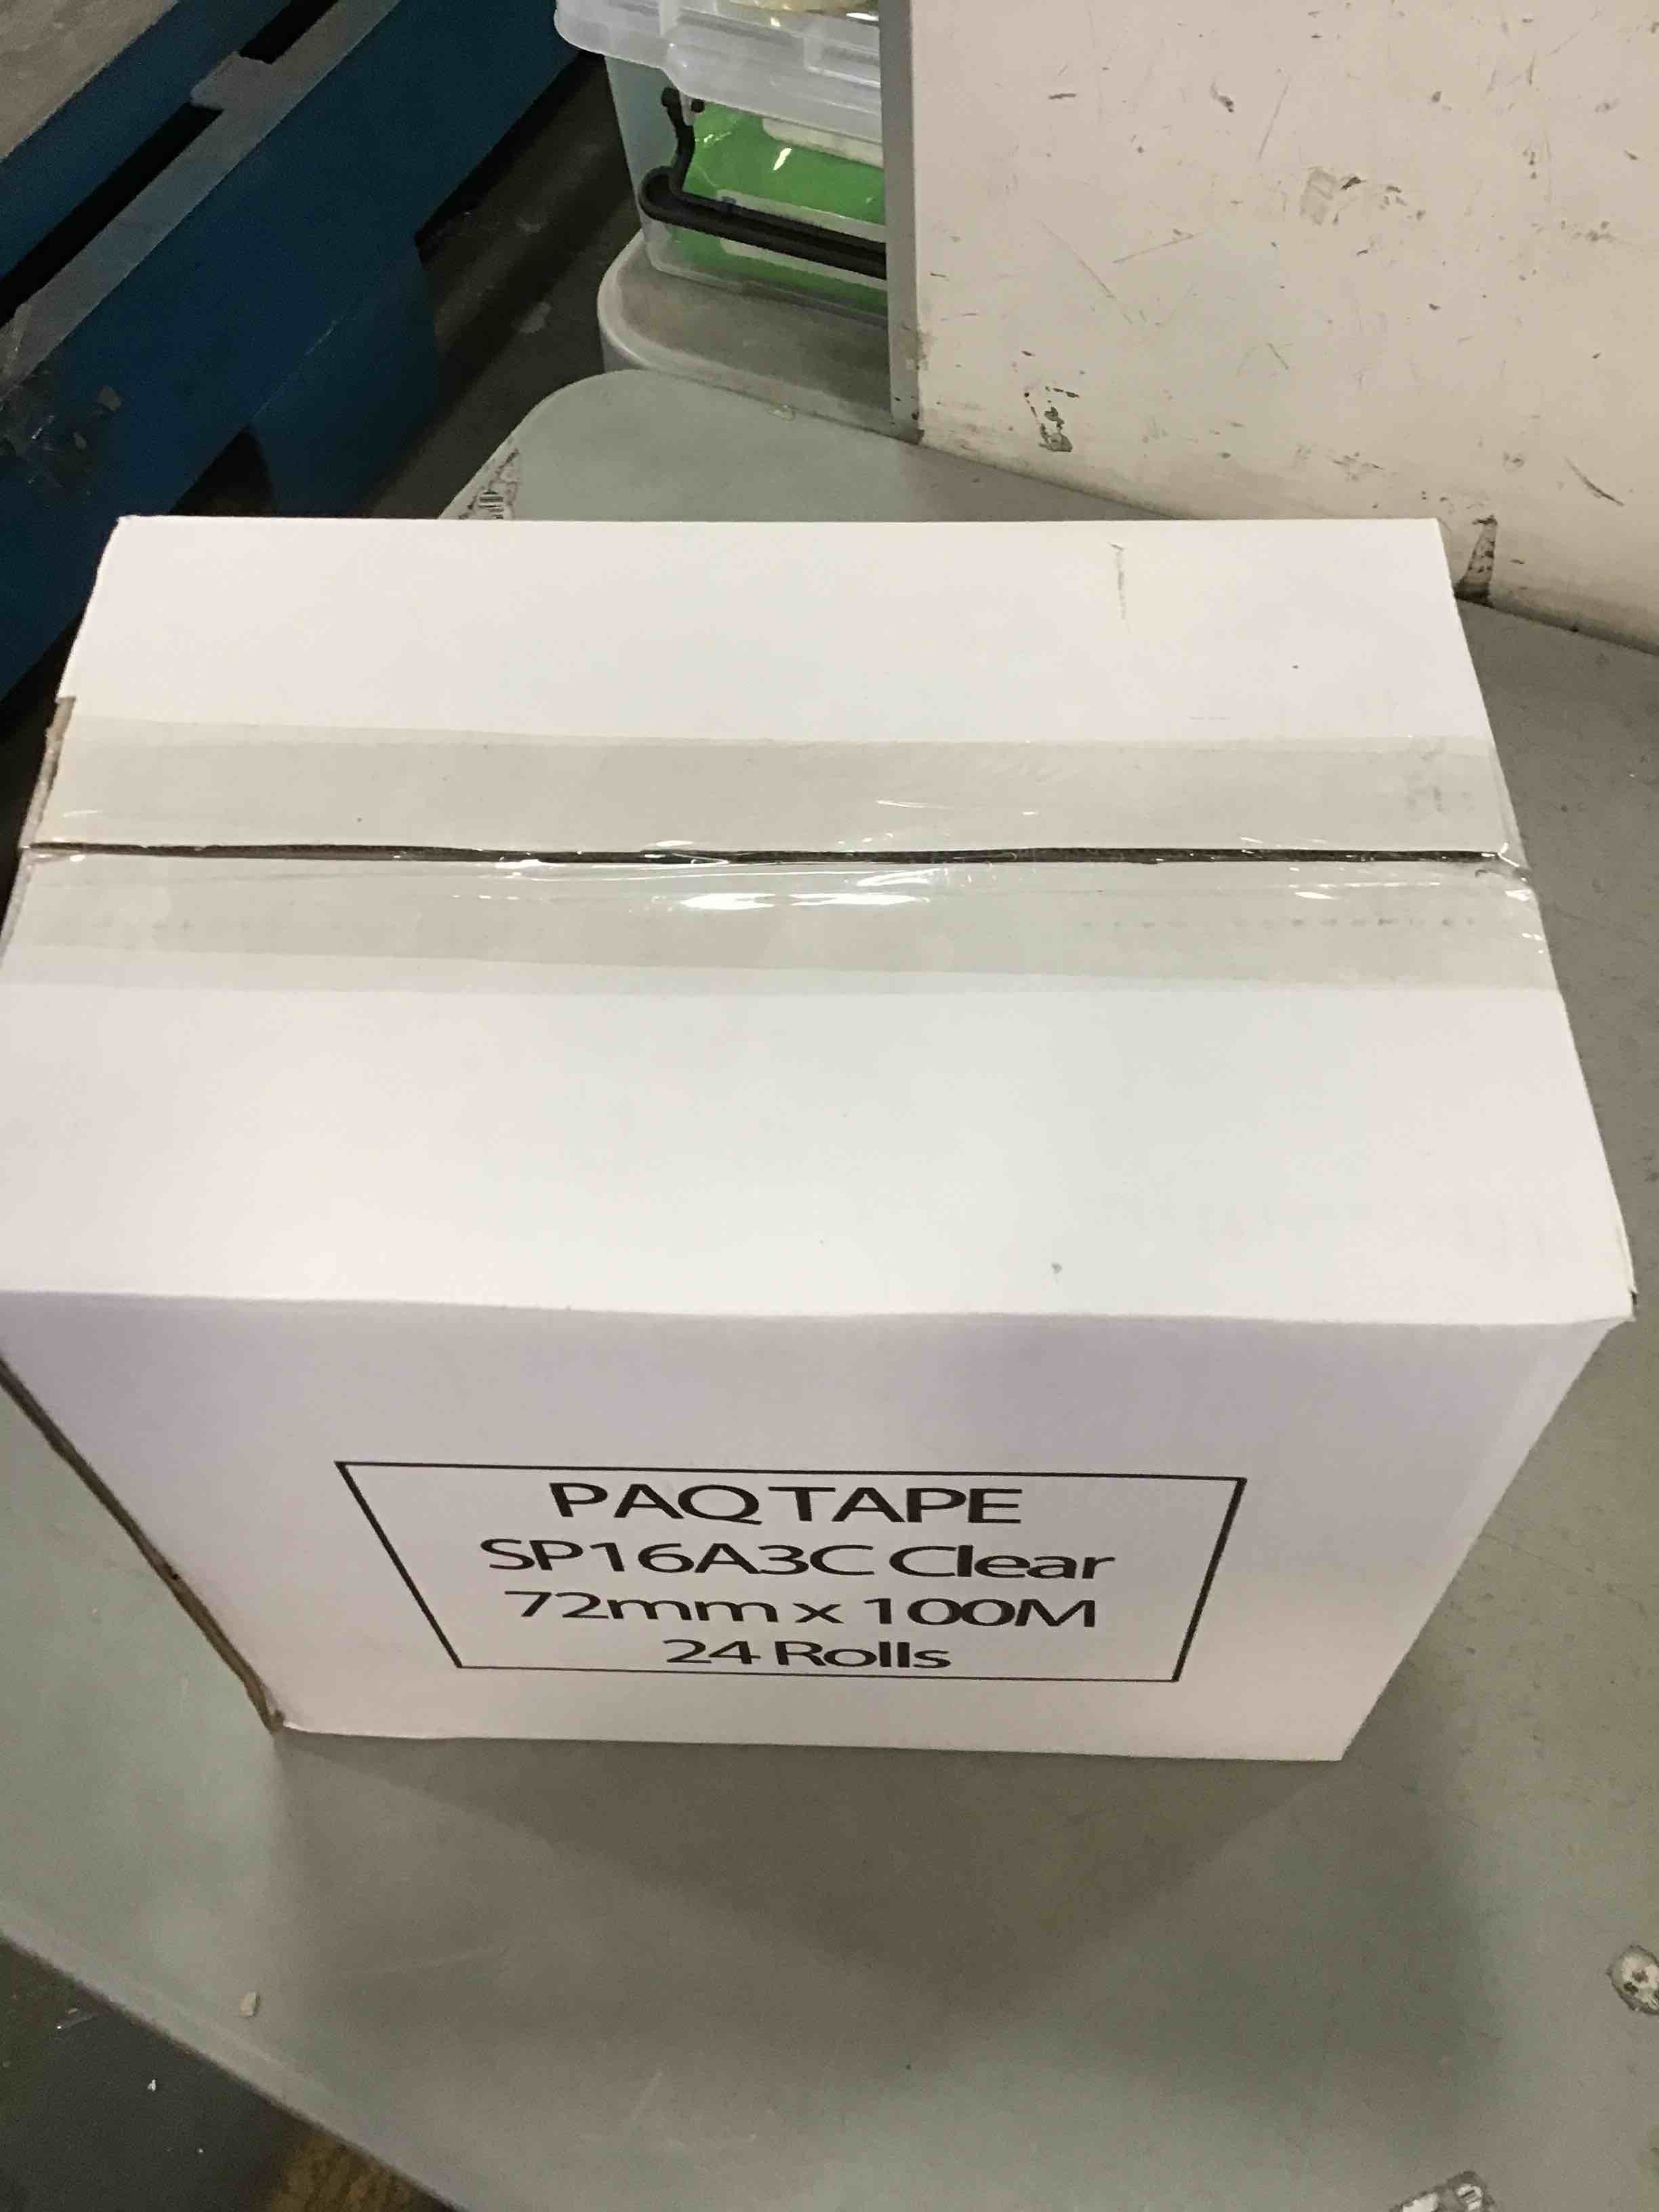 PAQ TAPE
SP16A3C Clear
72mm x 100M
24 Rolls